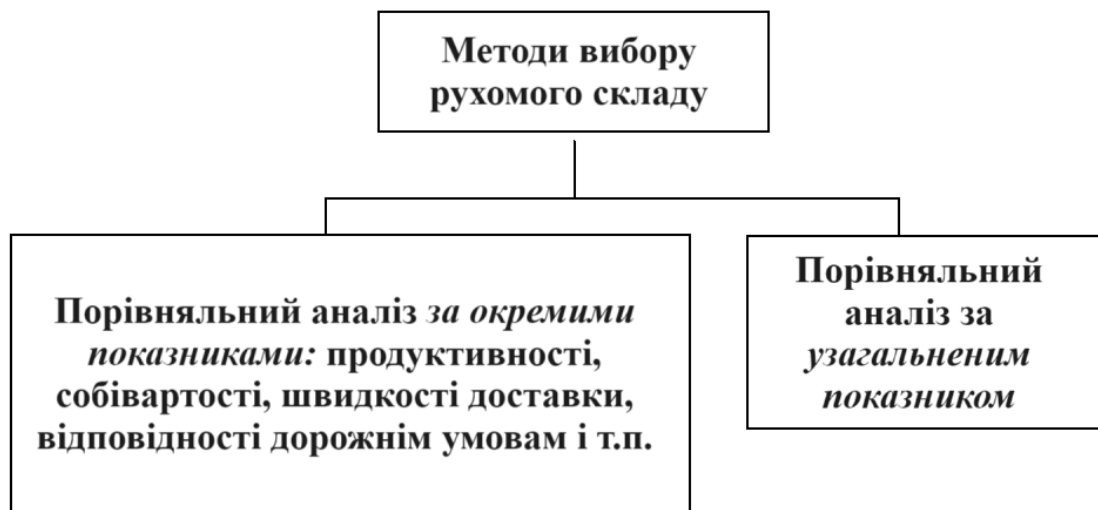 Методи вибору
рухомого складу
Порівняльний аналіз за окремими
показниками: продуктивності,
собівартості, швидкості доставки,
відповідності дорожнім умовам і т.п.
Порівняльний
аналіз за
узагальненим
показником